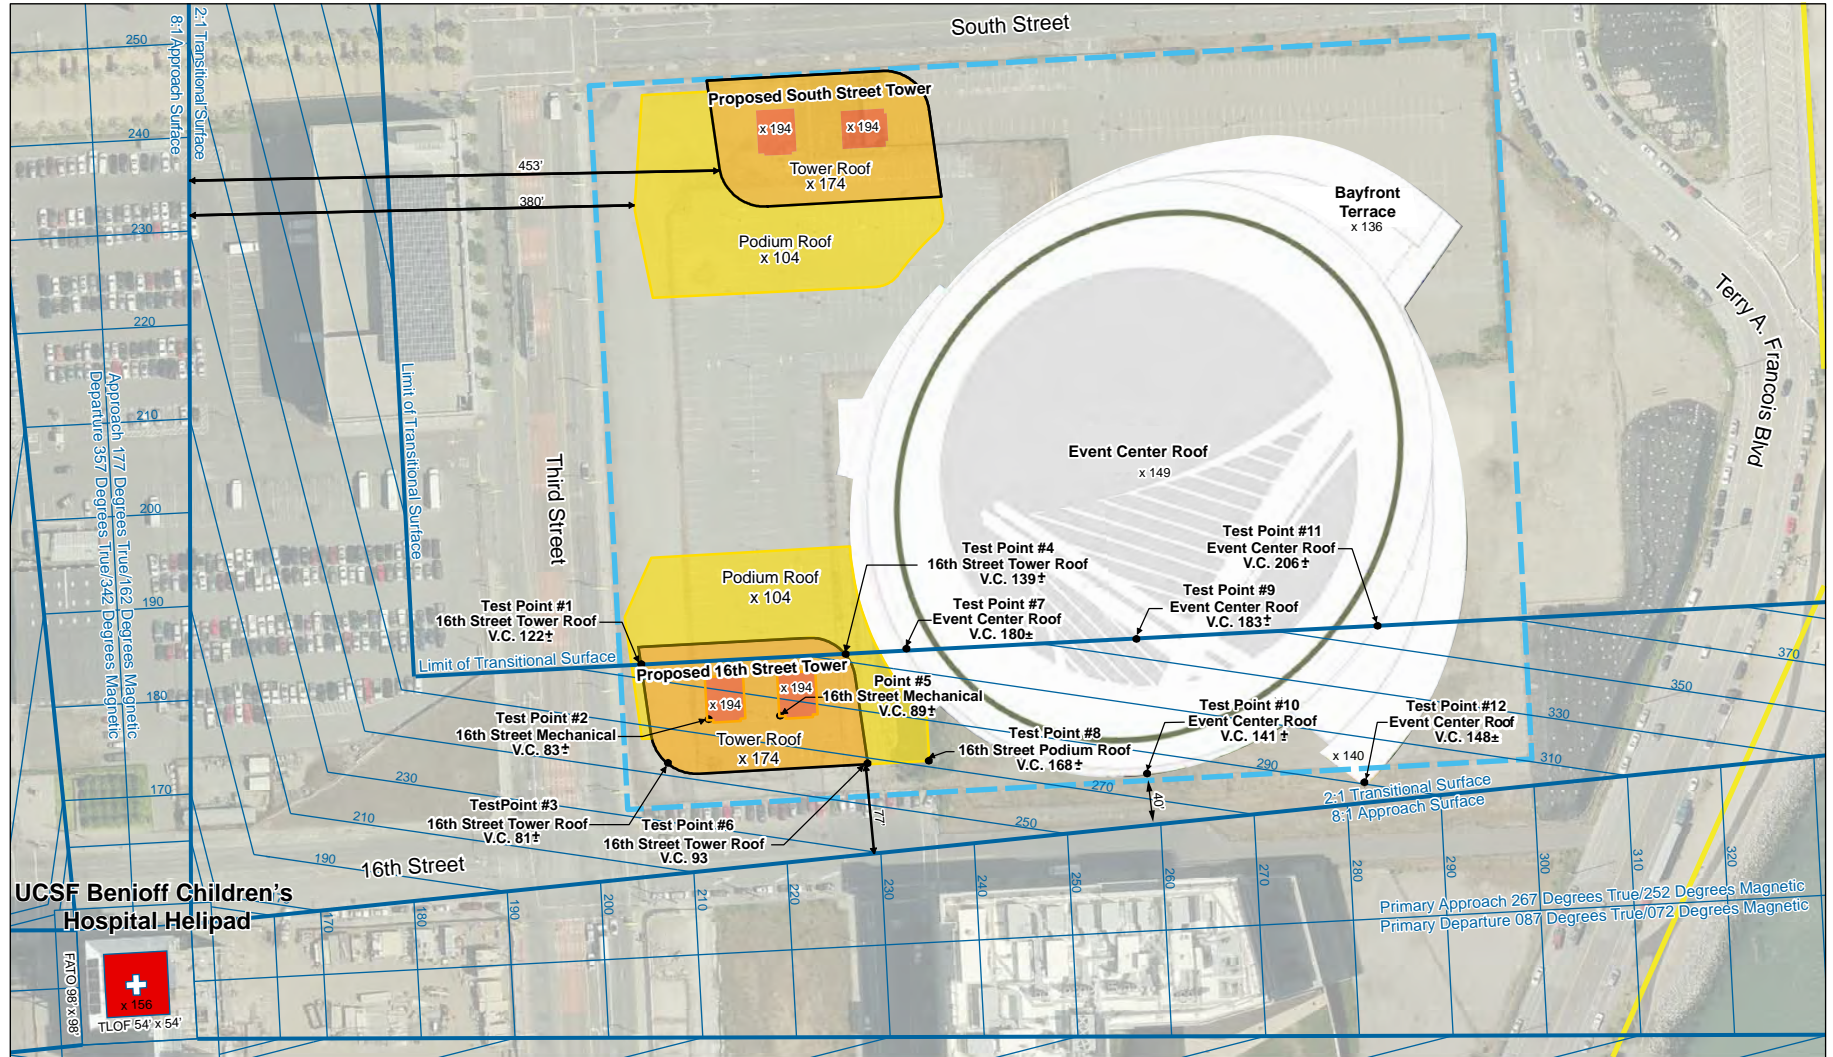 South Street
250
2:1 Transitional Surface
8:1 Approach Surface
240
230
220
210
200
190
180
170
453'
380'
Proposed South Street Tower
x 194
x 194
Tower Roof
x 174
Podium Roof
x 104
Bayfront
Terrace
x 136
Terry A. Francois Blvd
Limit of Transitional Surface
Approach 177 Degrees True/162 Degrees Magnetic
Departure 357 Degrees True/342 Degrees Magnetic
Third Street
Event Center Roof
x 149
Test Point #11
Event Center Roof
V.C. 206±
Test Point #4
16th Street Tower Roof
V.C. 139±
Podium Roof
x 104
Test Point #9
Event Center Roof
V.C. 183±
Test Point #7
Event Center Roof
V.C. 180±
Test Point #1
16th Street Tower Roof
V.C. 122±
Limit of Transitional Surface
Proposed 16th Street Tower
x 194
x 194
Point #5
16th Street Mechanical
V.C. 89±
Test Point #2
16th Street Mechanical
V.C. 83±
Tower Roof
x 174
Test Point #8
16th Street Podium Roof
V.C. 168±
Test Point #10
Event Center Roof
V.C. 141 ±
Test Point #12
Event Center Roof
V.C. 148±
x 140
370
350
330
310
290
270
250
230
210
190
TestPoint #3
16th Street Tower Roof
V.C. 81±
Test Point #6
16th Street Tower Roof
V.C. 93
77'
40'
2:1 Transitional Surface
8:1 Approach Surface
16th Street
170
180
190
200
210
220
230
240
250
260
270
280
290
300
310
320
Primary Approach 267 Degrees True/252 Degrees Magnetic
Primary Departure 087 Degrees True/072 Degrees Magnetic
UCSF Benioff Children's
Hospital Helipad
FATO 98' x 98'
x 156
TLOF 54' x 54'